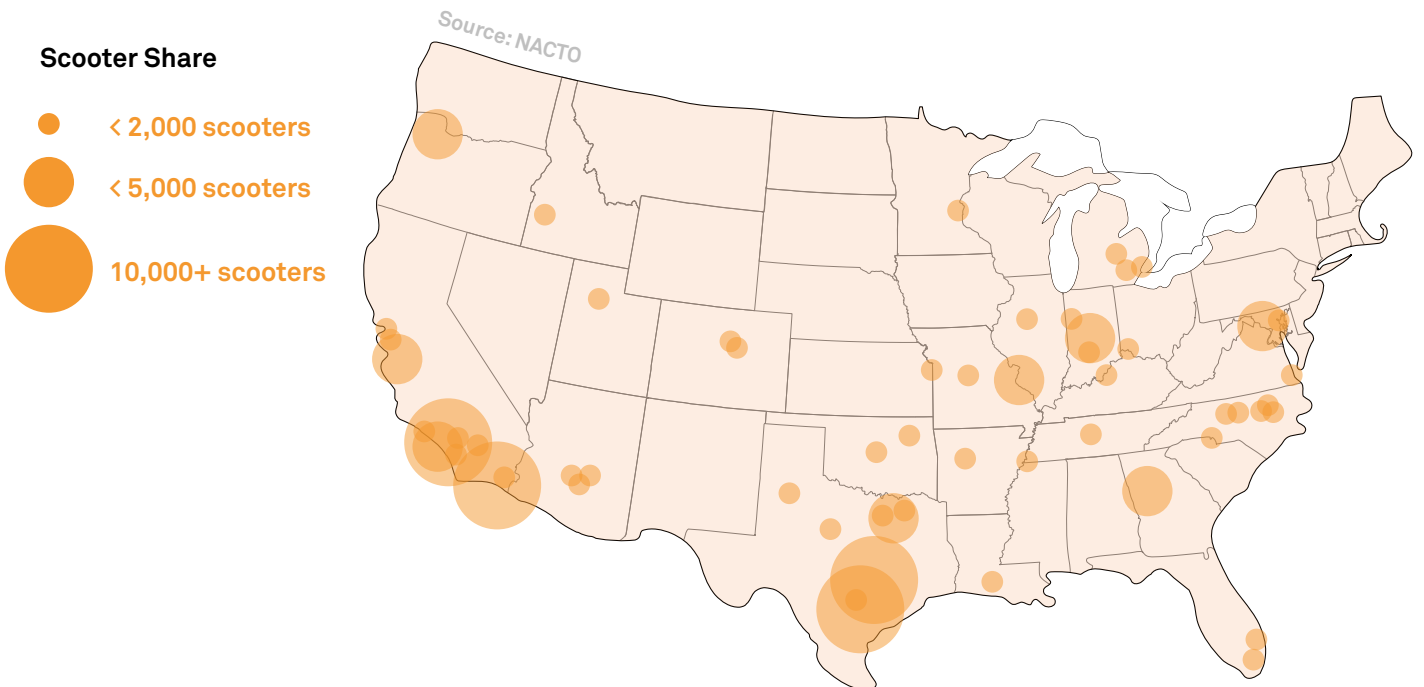 Source: NACTO
Scooter Share
< 2,000 scooters
< 5,000 scooters
10,000+ scooters